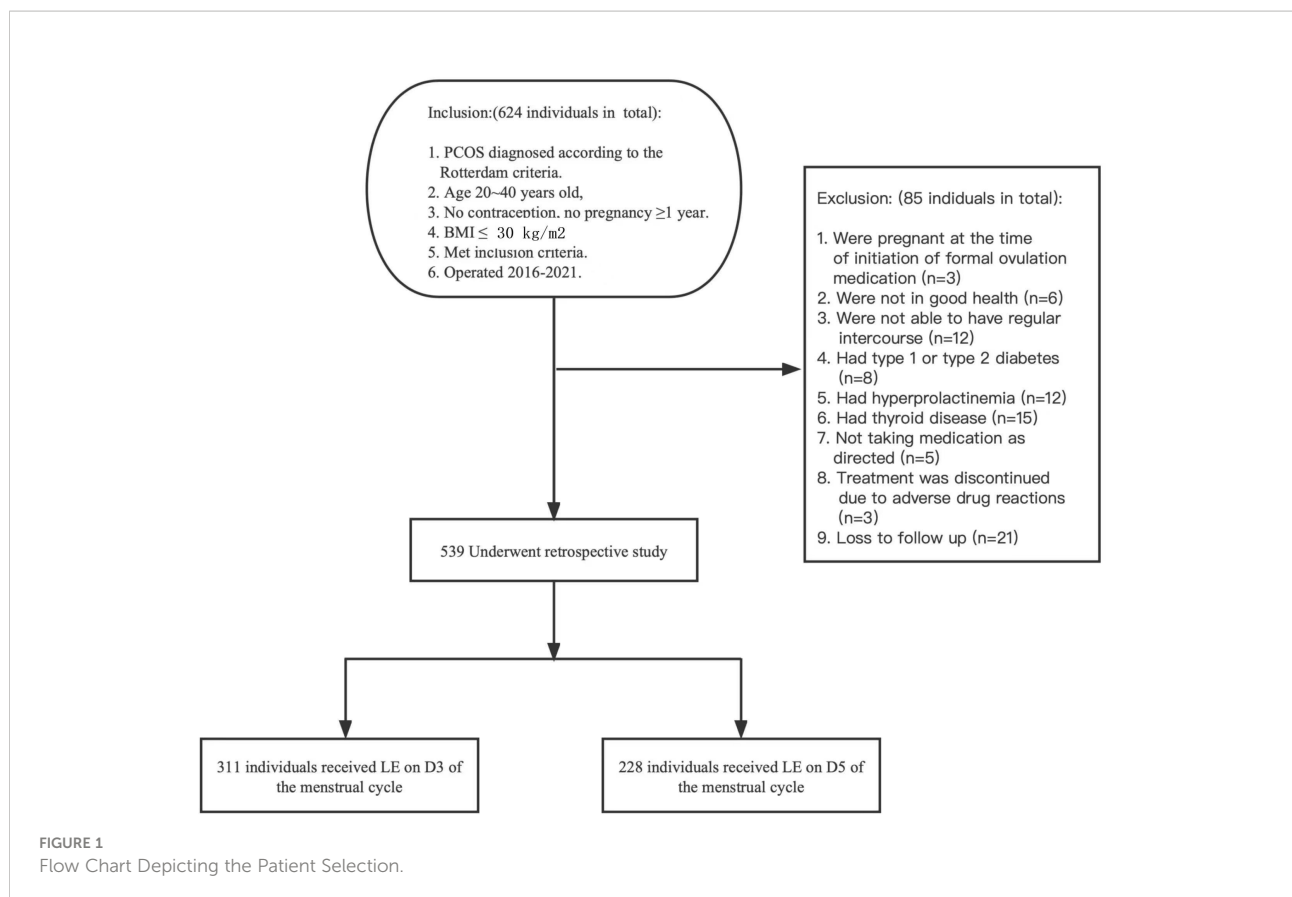 Inclusion:(624 individuals in total):
1. PCOS diagnosed according to the
Rotterdam criteria.
2. Age 20~40 years old,
3. No contraception, no pregnancy ≥1 year.
4. BMI ≤ 30 kg/m2
5. Met inclusion criteria.
6. Operated 2016-2021.
Exclusion: (85 indiduals in total):
1. Were pregnant at the time
of initiation of formal ovulation
medication (n=3)
2. Were not in good health (n=6)
3. Were not able to have regular
intercourse (n=12)
4. Had type 1 or type 2 diabetes
(n=8)
5. Had hyperprolactinemia (n=12)
6. Had thyroid disease (n=15)
7. Not taking medication as
directed (n=5)
8. Treatment was discontinued
due to adverse drug reactions
(n=3)
9. Loss to follow up (n=21)
539 Underwent retrospective study
311 individuals received LE on D3 of
the menstrual cycle
228 individuals received LE on D5 of
the menstrual cycle
FIGURE 1
Flow Chart Depicting the Patient Selection.